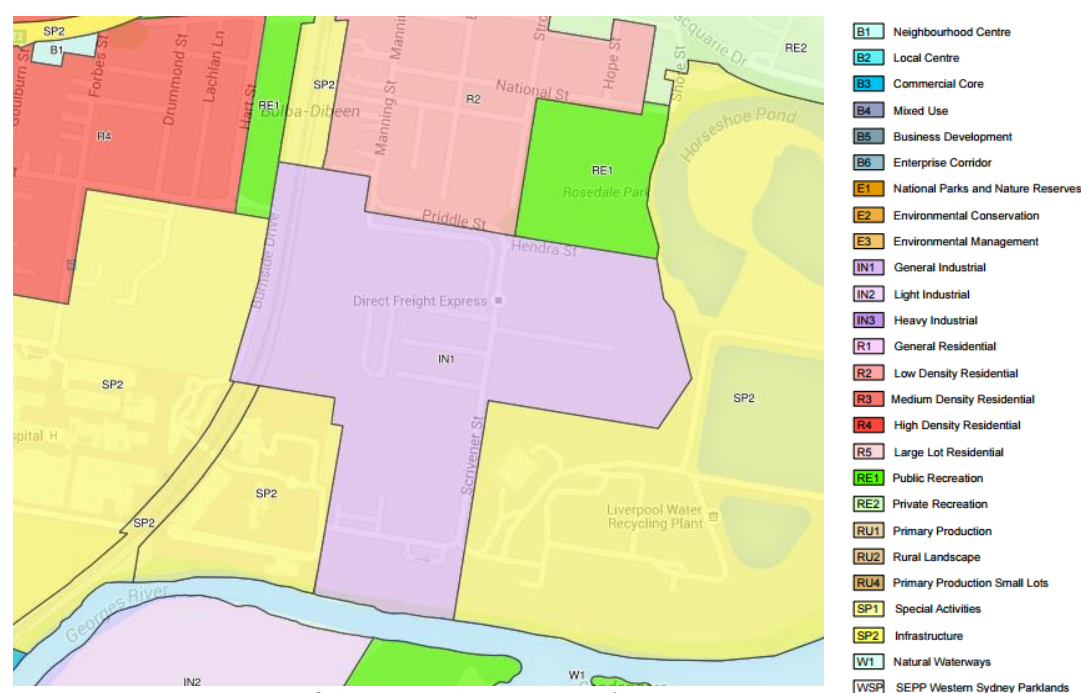 SP2
B1
Forbes St
Drummond St
Lachlan Ln
Hart St
Goulburn St
R4
RE1
SP2
Bulba-Dibeen
Manning St
Manning
R2
National St
Hope St
Shore St
RE2
Horseshoe Pond
RE1
Rosedale Park
Priddle St
Hendra St
Burnside Drive
Direct Freight Express
IN1
SP2
SP2
spital H
Scrivener St
SP2
SP2
Liverpool Water
Recycling Plant
Georges River
IN2
W1
B1 Neighbourhood Centre
B2 Local Centre
B3 Commercial Core
B4 Mixed Use
B5 Business Development
B6 Enterprise Corridor
E1 National Parks and Nature Reserves
E2 Environmental Conservation
E3 Environmental Management
IN1 General Industrial
IN2 Light Industrial
IN3 Heavy Industrial
R1 General Residential
R2 Low Density Residential
R3 Medium Density Residential
R4 High Density Residential
R5 Large Lot Residential
RE1 Public Recreation
RE2 Private Recreation
RU1 Primary Production
RU2 Rural Landscape
RU4 Primary Production Small Lots
SP1 Special Activities
SP2 Infrastructure
W1 Natural Waterways
WSP SEPP Western Sydney Parklands